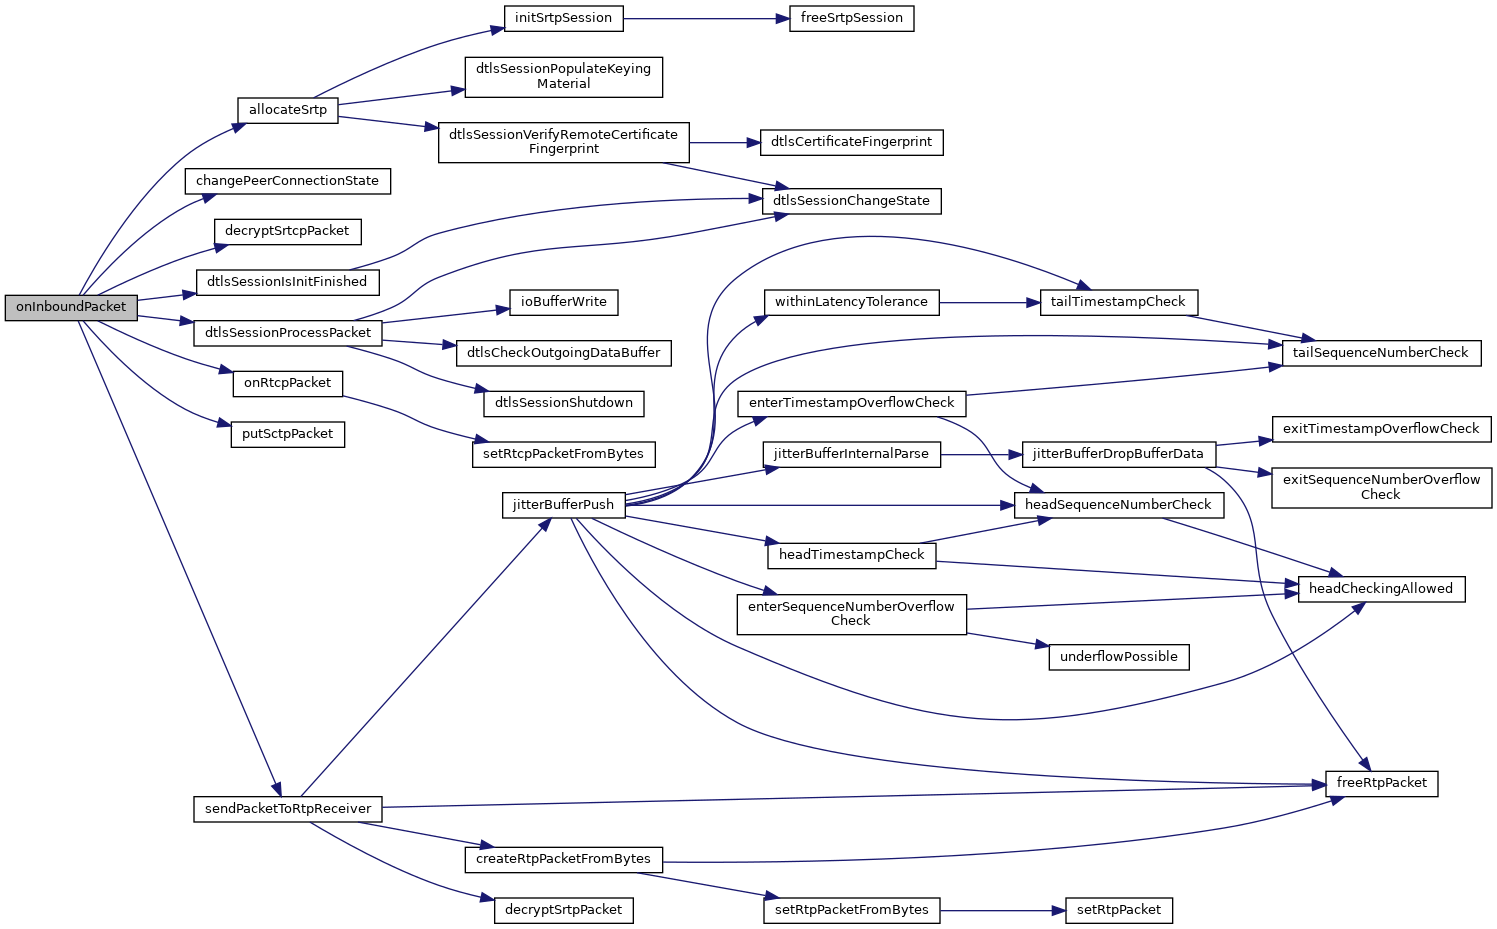 initSrtpSession
freeSrtpSession
dtlsSessionPopulateKeying
Material
allocateSrtp
dtlsSessionVerifyRemoteCertificate
Fingerprint
dtlsCertificateFingerprint
changePeerConnectionState
dtlsSessionChangeState
decryptSrtcpPacket
dtlsSessionIsInitFinished
onInboundPacket
ioBufferWrite
withinLatencyTolerance
tailTimestampCheck
dtlsSessionProcessPacket
dtlsCheckOutgoingDataBuffer
tailSequenceNumberCheck
onRtcpPacket
dtlsSessionShutdown
enterTimestampOverflowCheck
putSctpPacket
exitTimestampOverflowCheck
setRtcpPacketFromBytes
jitterBufferInternalParse
jitterBufferDropBufferData
exitSequenceNumberOverflow
Check
jitterBufferPush
headSequenceNumberCheck
headTimestampCheck
headCheckingAllowed
enterSequenceNumberOverflow
Check
underflowPossible
freeRtpPacket
sendPacketToRtpReceiver
createRtpPacketFromBytes
decryptSrtpPacket
setRtpPacketFromBytes
setRtpPacket